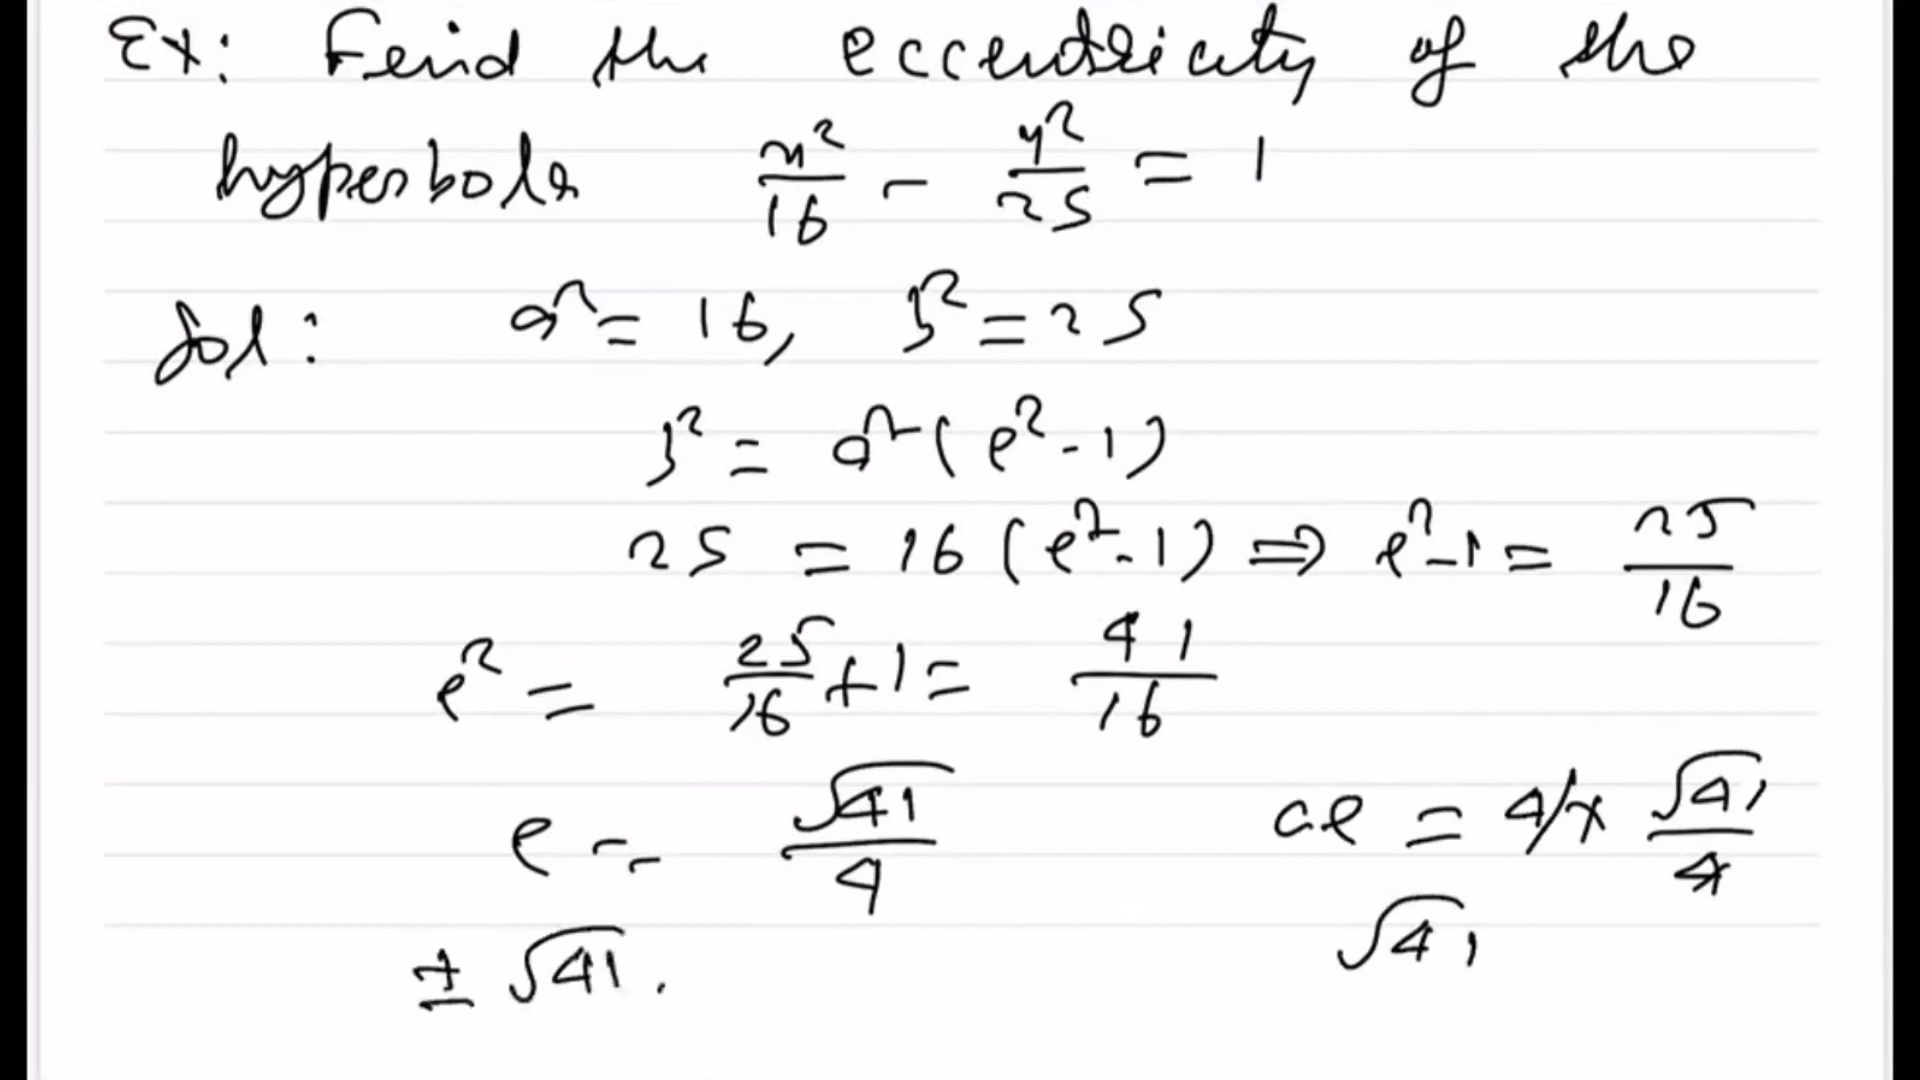 Ex: Find the eccentricity of the
hyperbola x²/16 - y²/25 = 1
Sol: a² = 16, b² = 25
b² = a² (e² - 1)
25 = 16 (e² - 1) ⇒ e² - 1 = 25/16
e² = 25/16 + 1 = 41/16
e = √41/4 ae = 4 × √41/4
± √41. √41